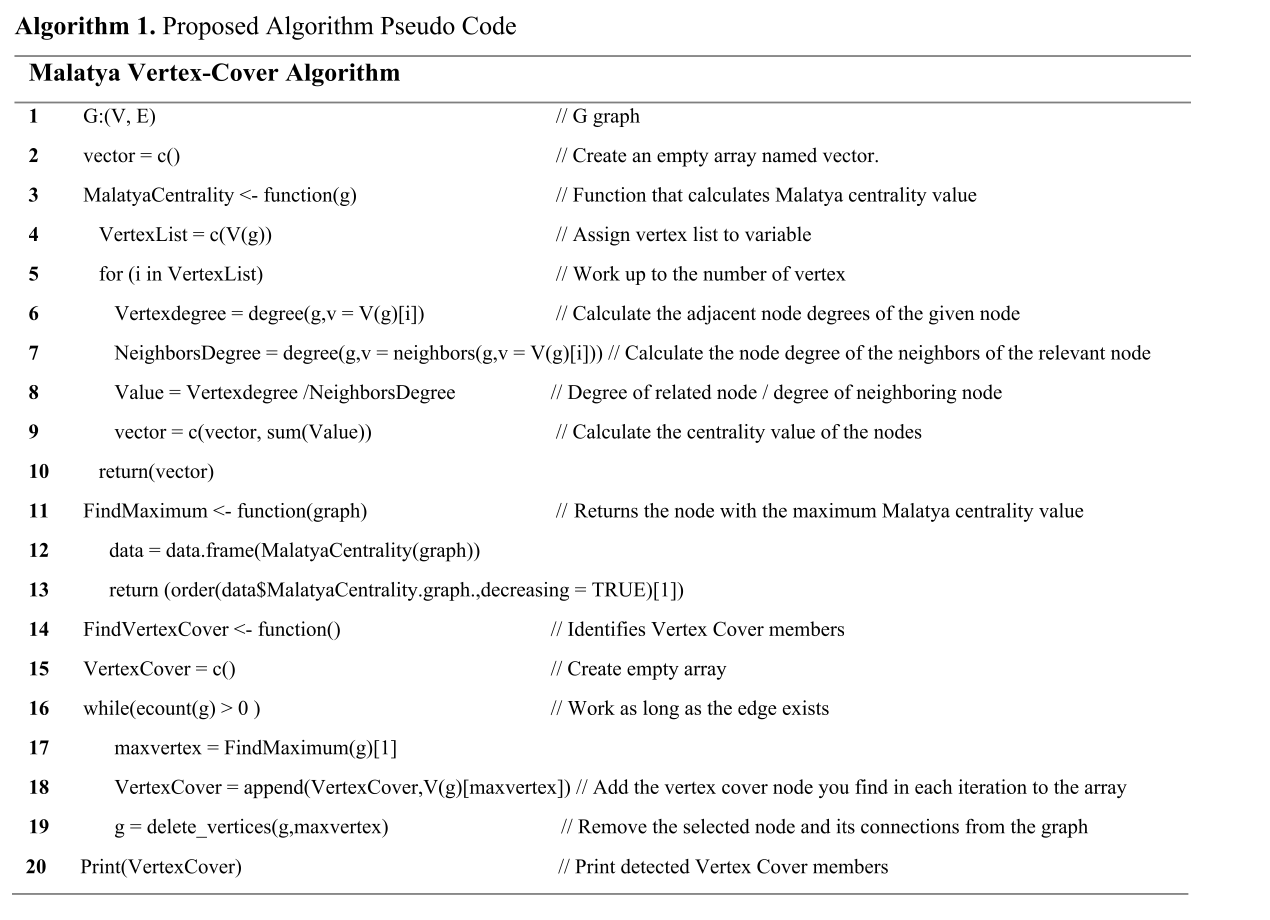 Algorithm 1. Proposed Algorithm Pseudo Code
Malatya Vertex-Cover Algorithm
1 G:(V, E) // G graph
2 vector = c() // Create an empty array named vector.
3 MalatyaCentrality <- function(g) // Function that calculates Malatya centrality value
4 VertexList = c(V(g)) // Assign vertex list to variable
5 for (i in VertexList) // Work up to the number of vertex
6 Vertexdegree = degree(g,v = V(g)[i]) // Calculate the adjacent node degrees of the given node
7 NeighborsDegree = degree(g,v = neighbors(g,v = V(g)[i])) // Calculate the node degree of the neighbors of the relevant node
8 Value = Vertexdegree /NeighborsDegree // Degree of related node / degree of neighboring node
9 vector = c(vector, sum(Value)) // Calculate the centrality value of the nodes
10 return(vector)
11 FindMaximum <- function(graph) // Returns the node with the maximum Malatya centrality value
12 data = data.frame(MalatyaCentrality(graph))
13 return (order(data$MalatyaCentrality.graph.,decreasing = TRUE)[1])
14 FindVertexCover <- function() // Identifies Vertex Cover members
15 VertexCover = c() // Create empty array
16 while(ecount(g) > 0 ) // Work as long as the edge exists
17 maxvertex = FindMaximum(g)[1]
18 VertexCover = append(VertexCover,V(g)[maxvertex]) // Add the vertex cover node you find in each iteration to the array
19 g = delete_vertices(g,maxvertex) // Remove the selected node and its connections from the graph
20 Print(VertexCover) // Print detected Vertex Cover members